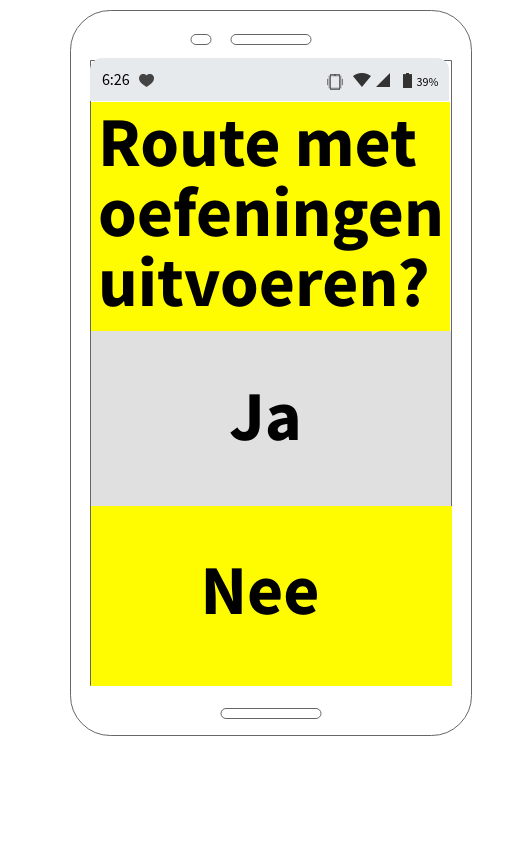 6:26 39%
Route met
oefeningen
uitvoeren?
Ja
Nee